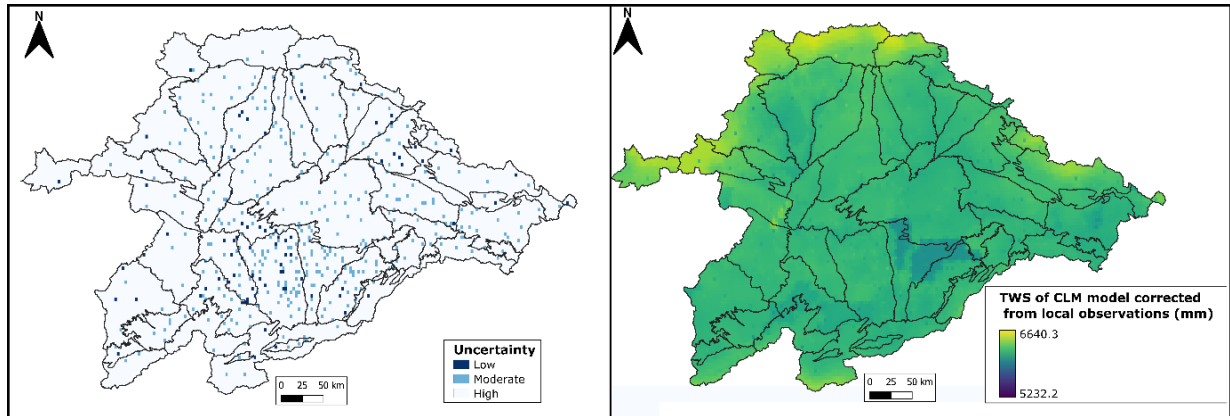 N
Uncertainty
Low
Moderate
High
0 25 50 km
N
TWS of CLM model corrected
from local observations (mm)
6640.3
5232.2
0 25 50 km